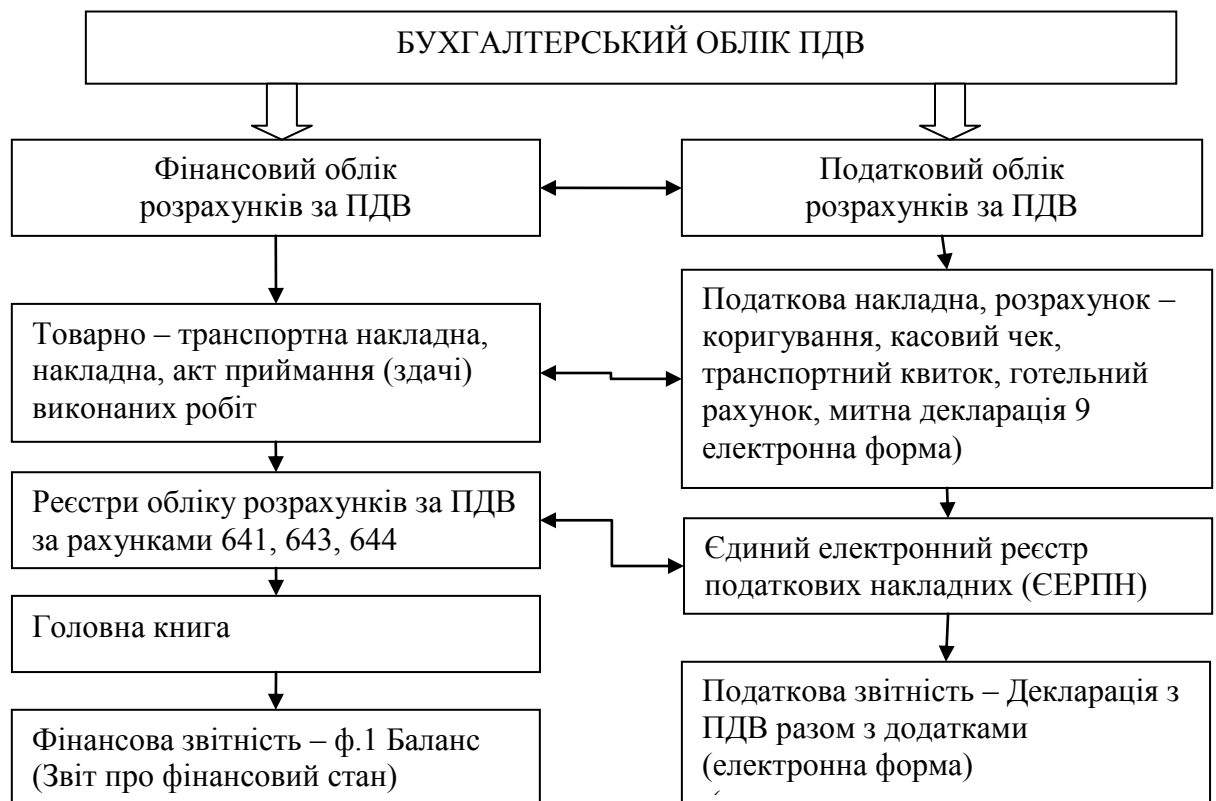 БУХГАЛТЕРСЬКИЙ ОБЛІК ПДВ
Фінансовий облік
розрахунків за ПДВ
Податковий облік
розрахунків за ПДВ
Товарно – транспортна накладна,
накладна, акт приймання (здачі)
виконаних робіт
Податкова накладна, розрахунок –
коригування, касовий чек,
транспортний квиток, готельний
рахунок, митна декларація 9
електронна форма)
Реєстри обліку розрахунків за ПДВ
за рахунками 641, 643, 644
Єдиний електронний реєстр
податкових накладних (ЄЕРПН)
Головна книга
Фінансова звітність – ф.1 Баланс
(Звіт про фінансовий стан)
Податкова звітність – Декларація з
ПДВ разом з додатками
(електронна форма)